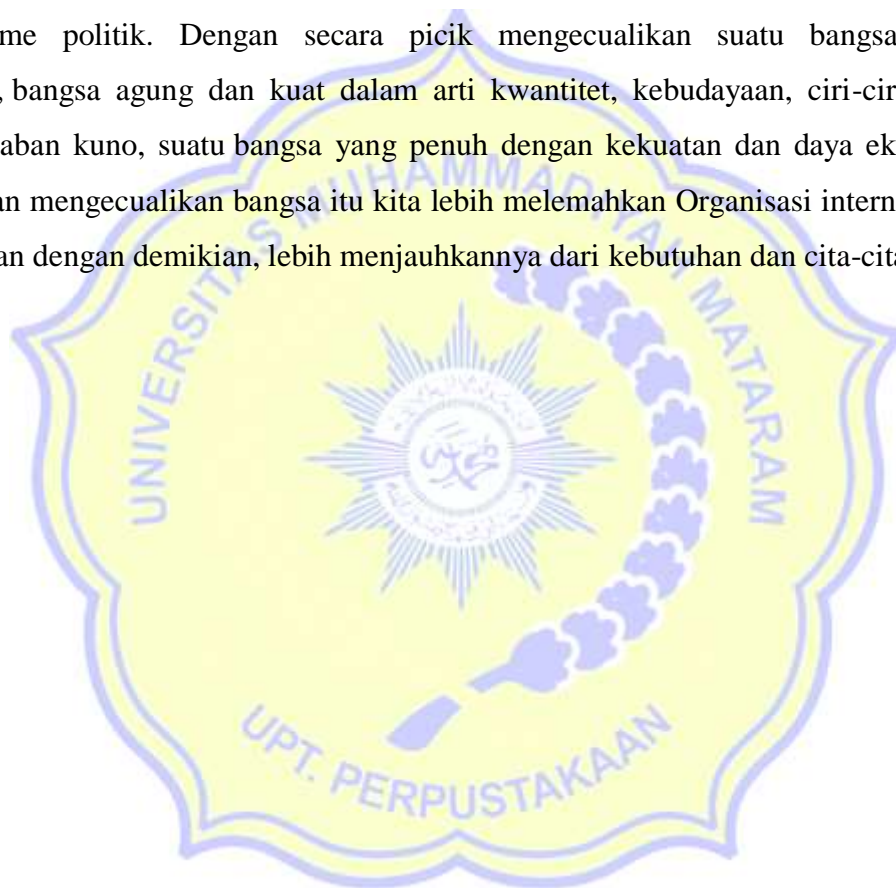 me politik. Dengan secara picik mengecualikan suatu bangsa
, bangsa agung dan kuat dalam arti kwantitet, kebudayaan, ciri-cir
aban kuno, suatu bangsa yang penuh dengan kekuatan dan daya ek
an mengecualikan bangsa itu kita lebih melemahkan Organisasi intern
an dengan demikian, lebih menjauhkannya dari kebutuhan dan cita-cita
UNIVERSITAS MUHAMMADIYAH MATARAM
UPT. PERPUSTAKAAN